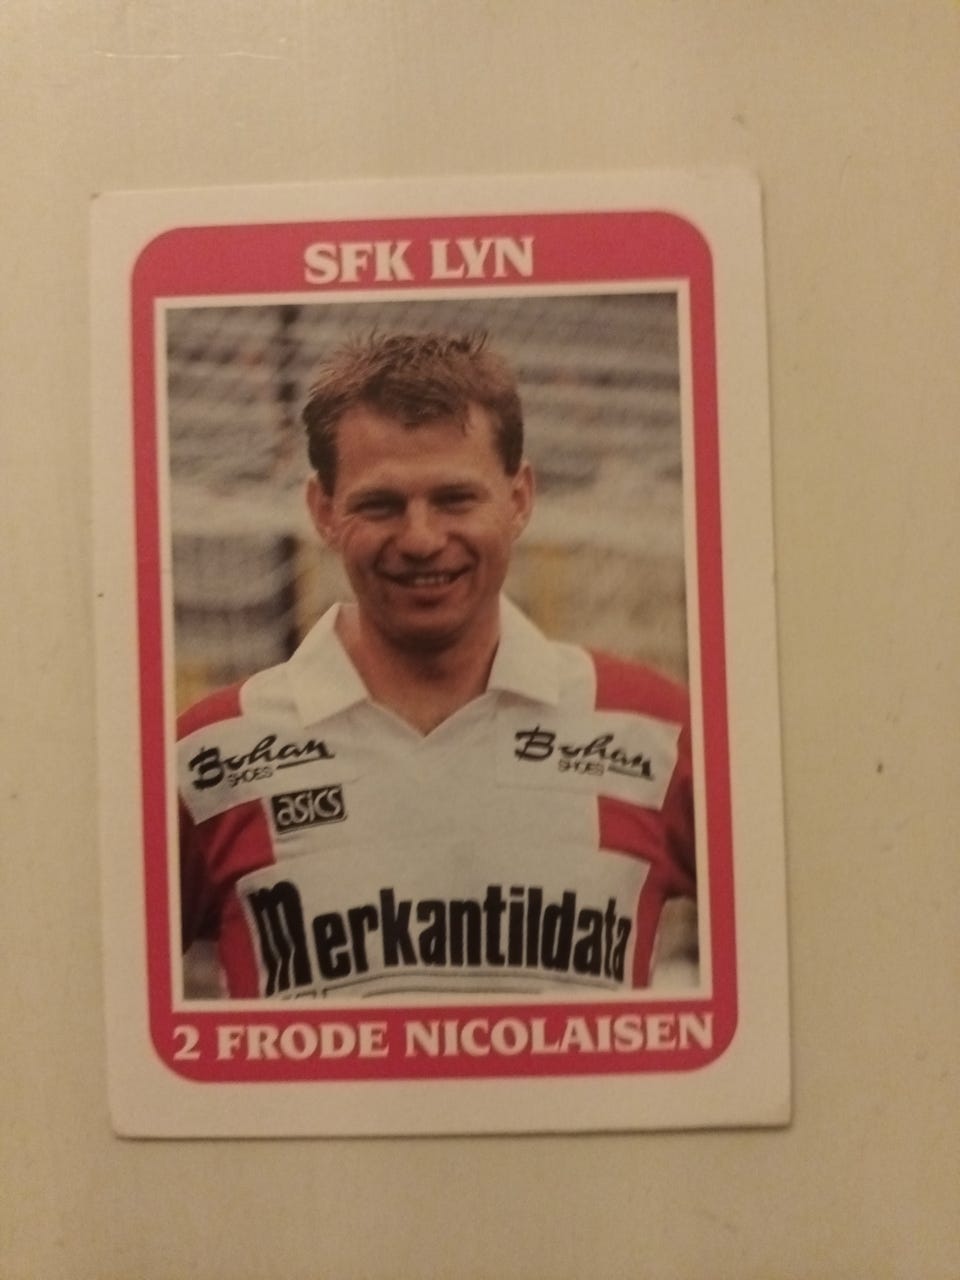 SFK LYN
Bohan
SHOES
Bohan
SHOES
asics
Merkantildata
2 FRODE NICOLAISEN